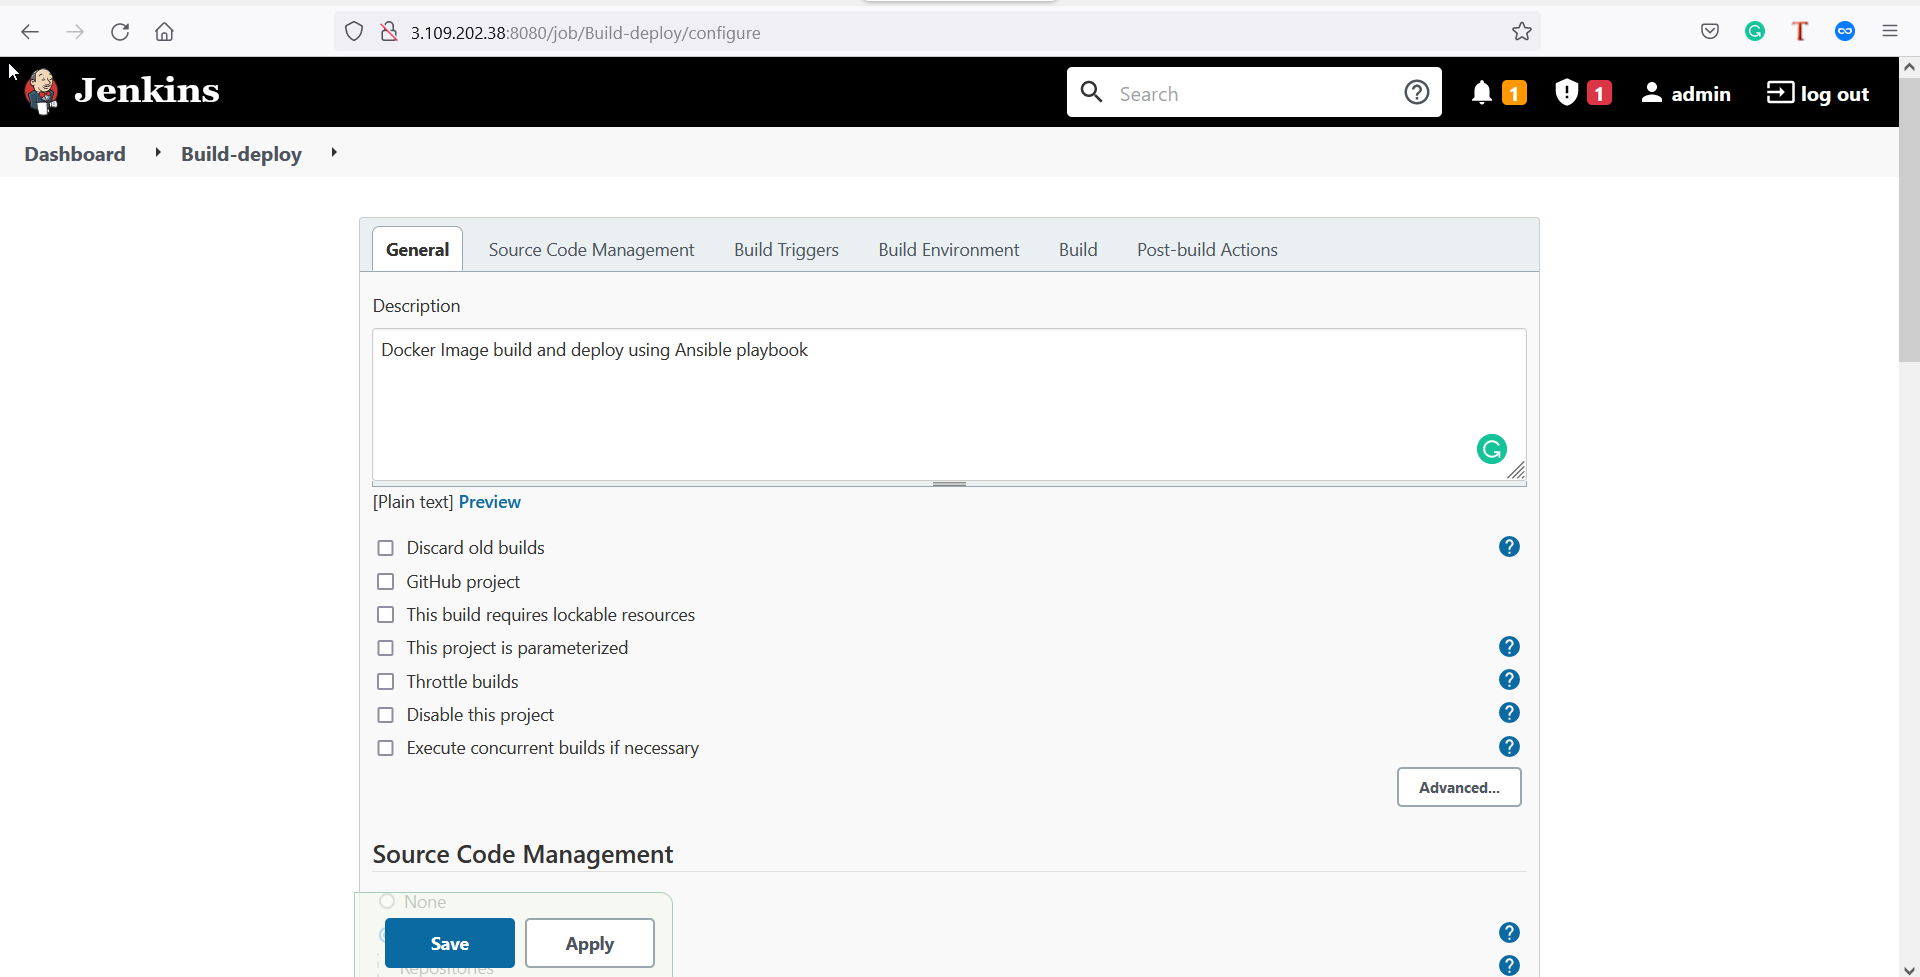 3.109.202.38:8080/job/Build-deploy/configure
Jenkins
Search
1
1
admin
log out
Dashboard
Build-deploy
General
Source Code Management
Build Triggers
Build Environment
Build
Post-build Actions
Description
Docker Image build and deploy using Ansible playbook
[Plain text] Preview
Discard old builds
GitHub project
This build requires lockable resources
This project is parameterized
Throttle builds
Disable this project
Execute concurrent builds if necessary
Advanced...
Source Code Management
None
Save
Apply
Repositories